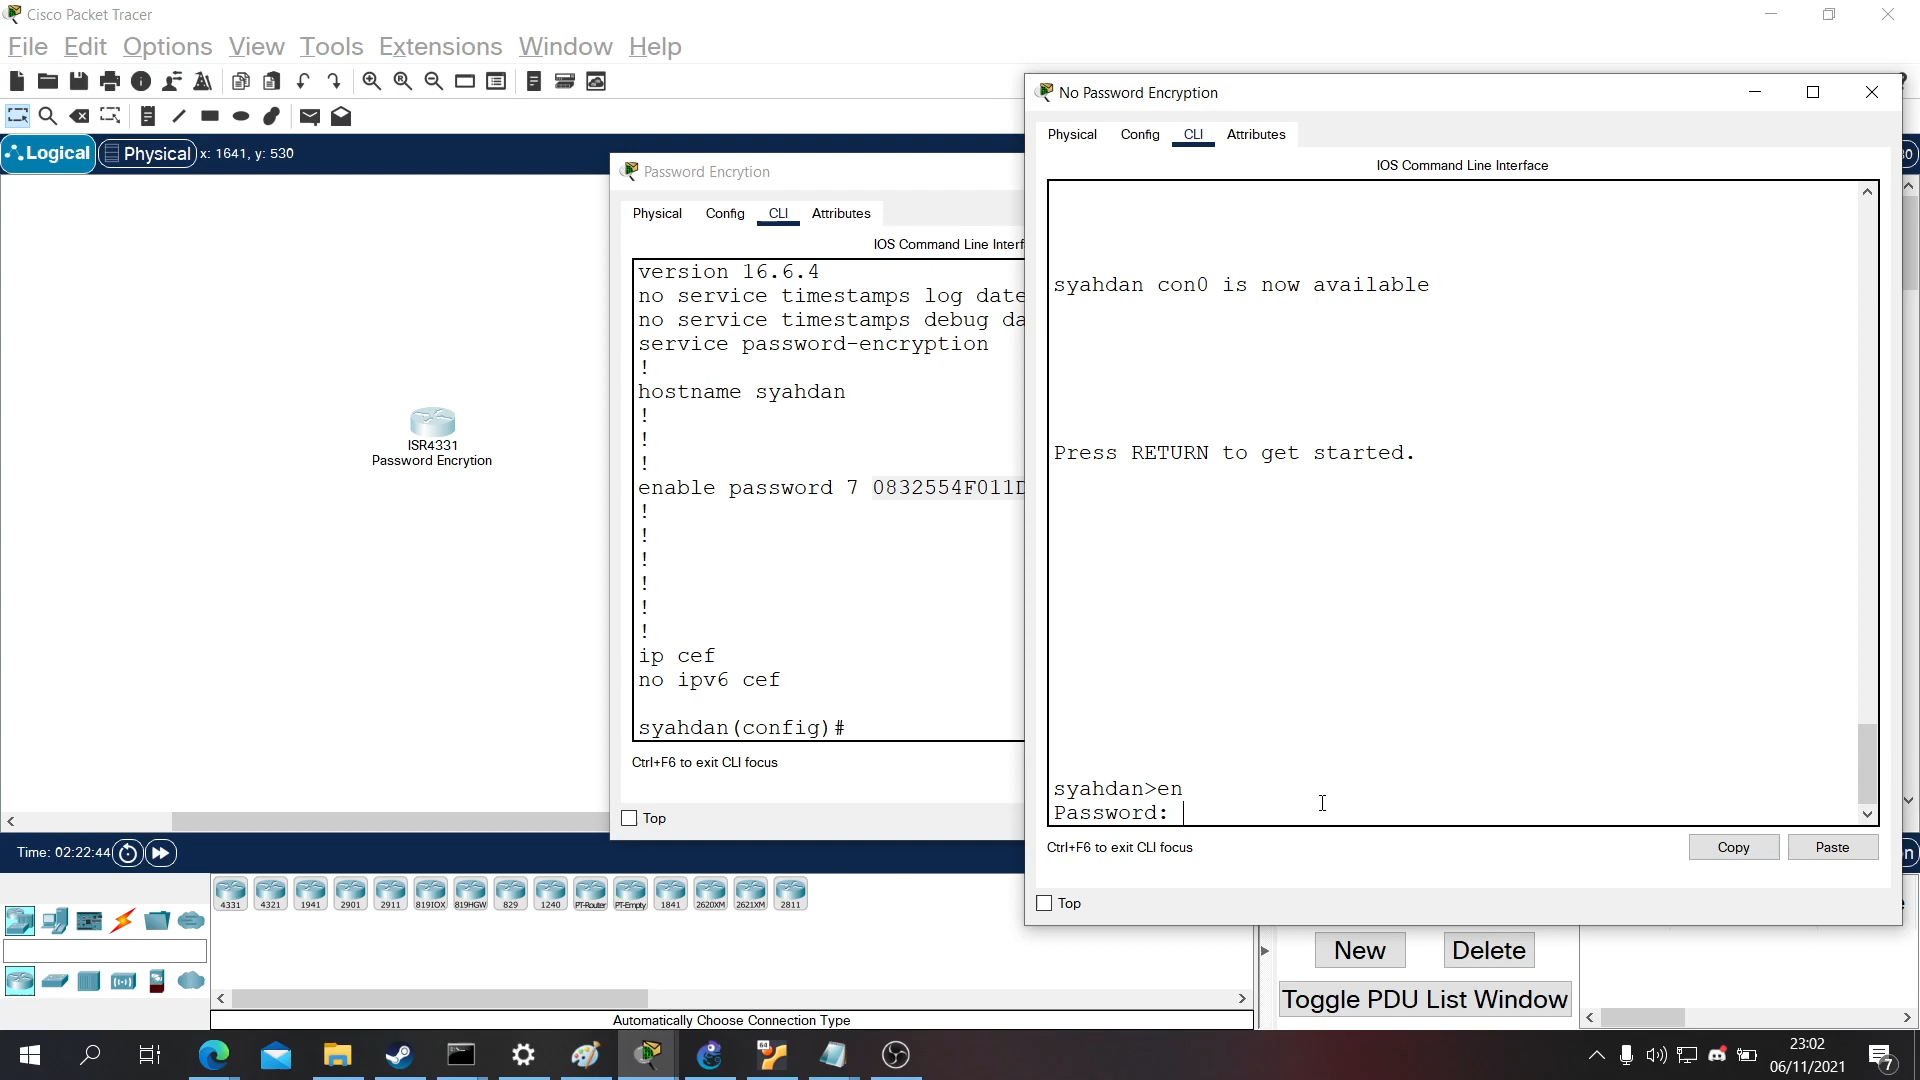 Cisco Packet Tracer
File Edit Options View Tools Extensions Window Help
Logical Physical x: 1641, y: 530
ISR4331
Password Encrytion
Password Encrytion
Physical Config CLI Attributes
IOS Command Line Interf
version 16.6.4
no service timestamps log date
no service timestamps debug da
service password-encryption
!
hostname syahdan
!
!
!
enable password 7 0832554F011D
!
!
!
!
!
!
ip cef
no ipv6 cef
syahdan(config)#
Ctrl+F6 to exit CLI focus
Top
No Password Encryption
Physical Config CLI Attributes
IOS Command Line Interface
syahdan con0 is now available
Press RETURN to get started.
syahdan>en
Password:
Ctrl+F6 to exit CLI focus
Copy Paste
Top
Time: 02:22:44
4331 4321 1941 2901 2911 819IOX 819HGW 829 1240 PT-Router PT-Empty 1841 2620XM 2621XM 2811
New Delete
Toggle PDU List Window
Automatically Choose Connection Type
23:02
06/11/2021
7